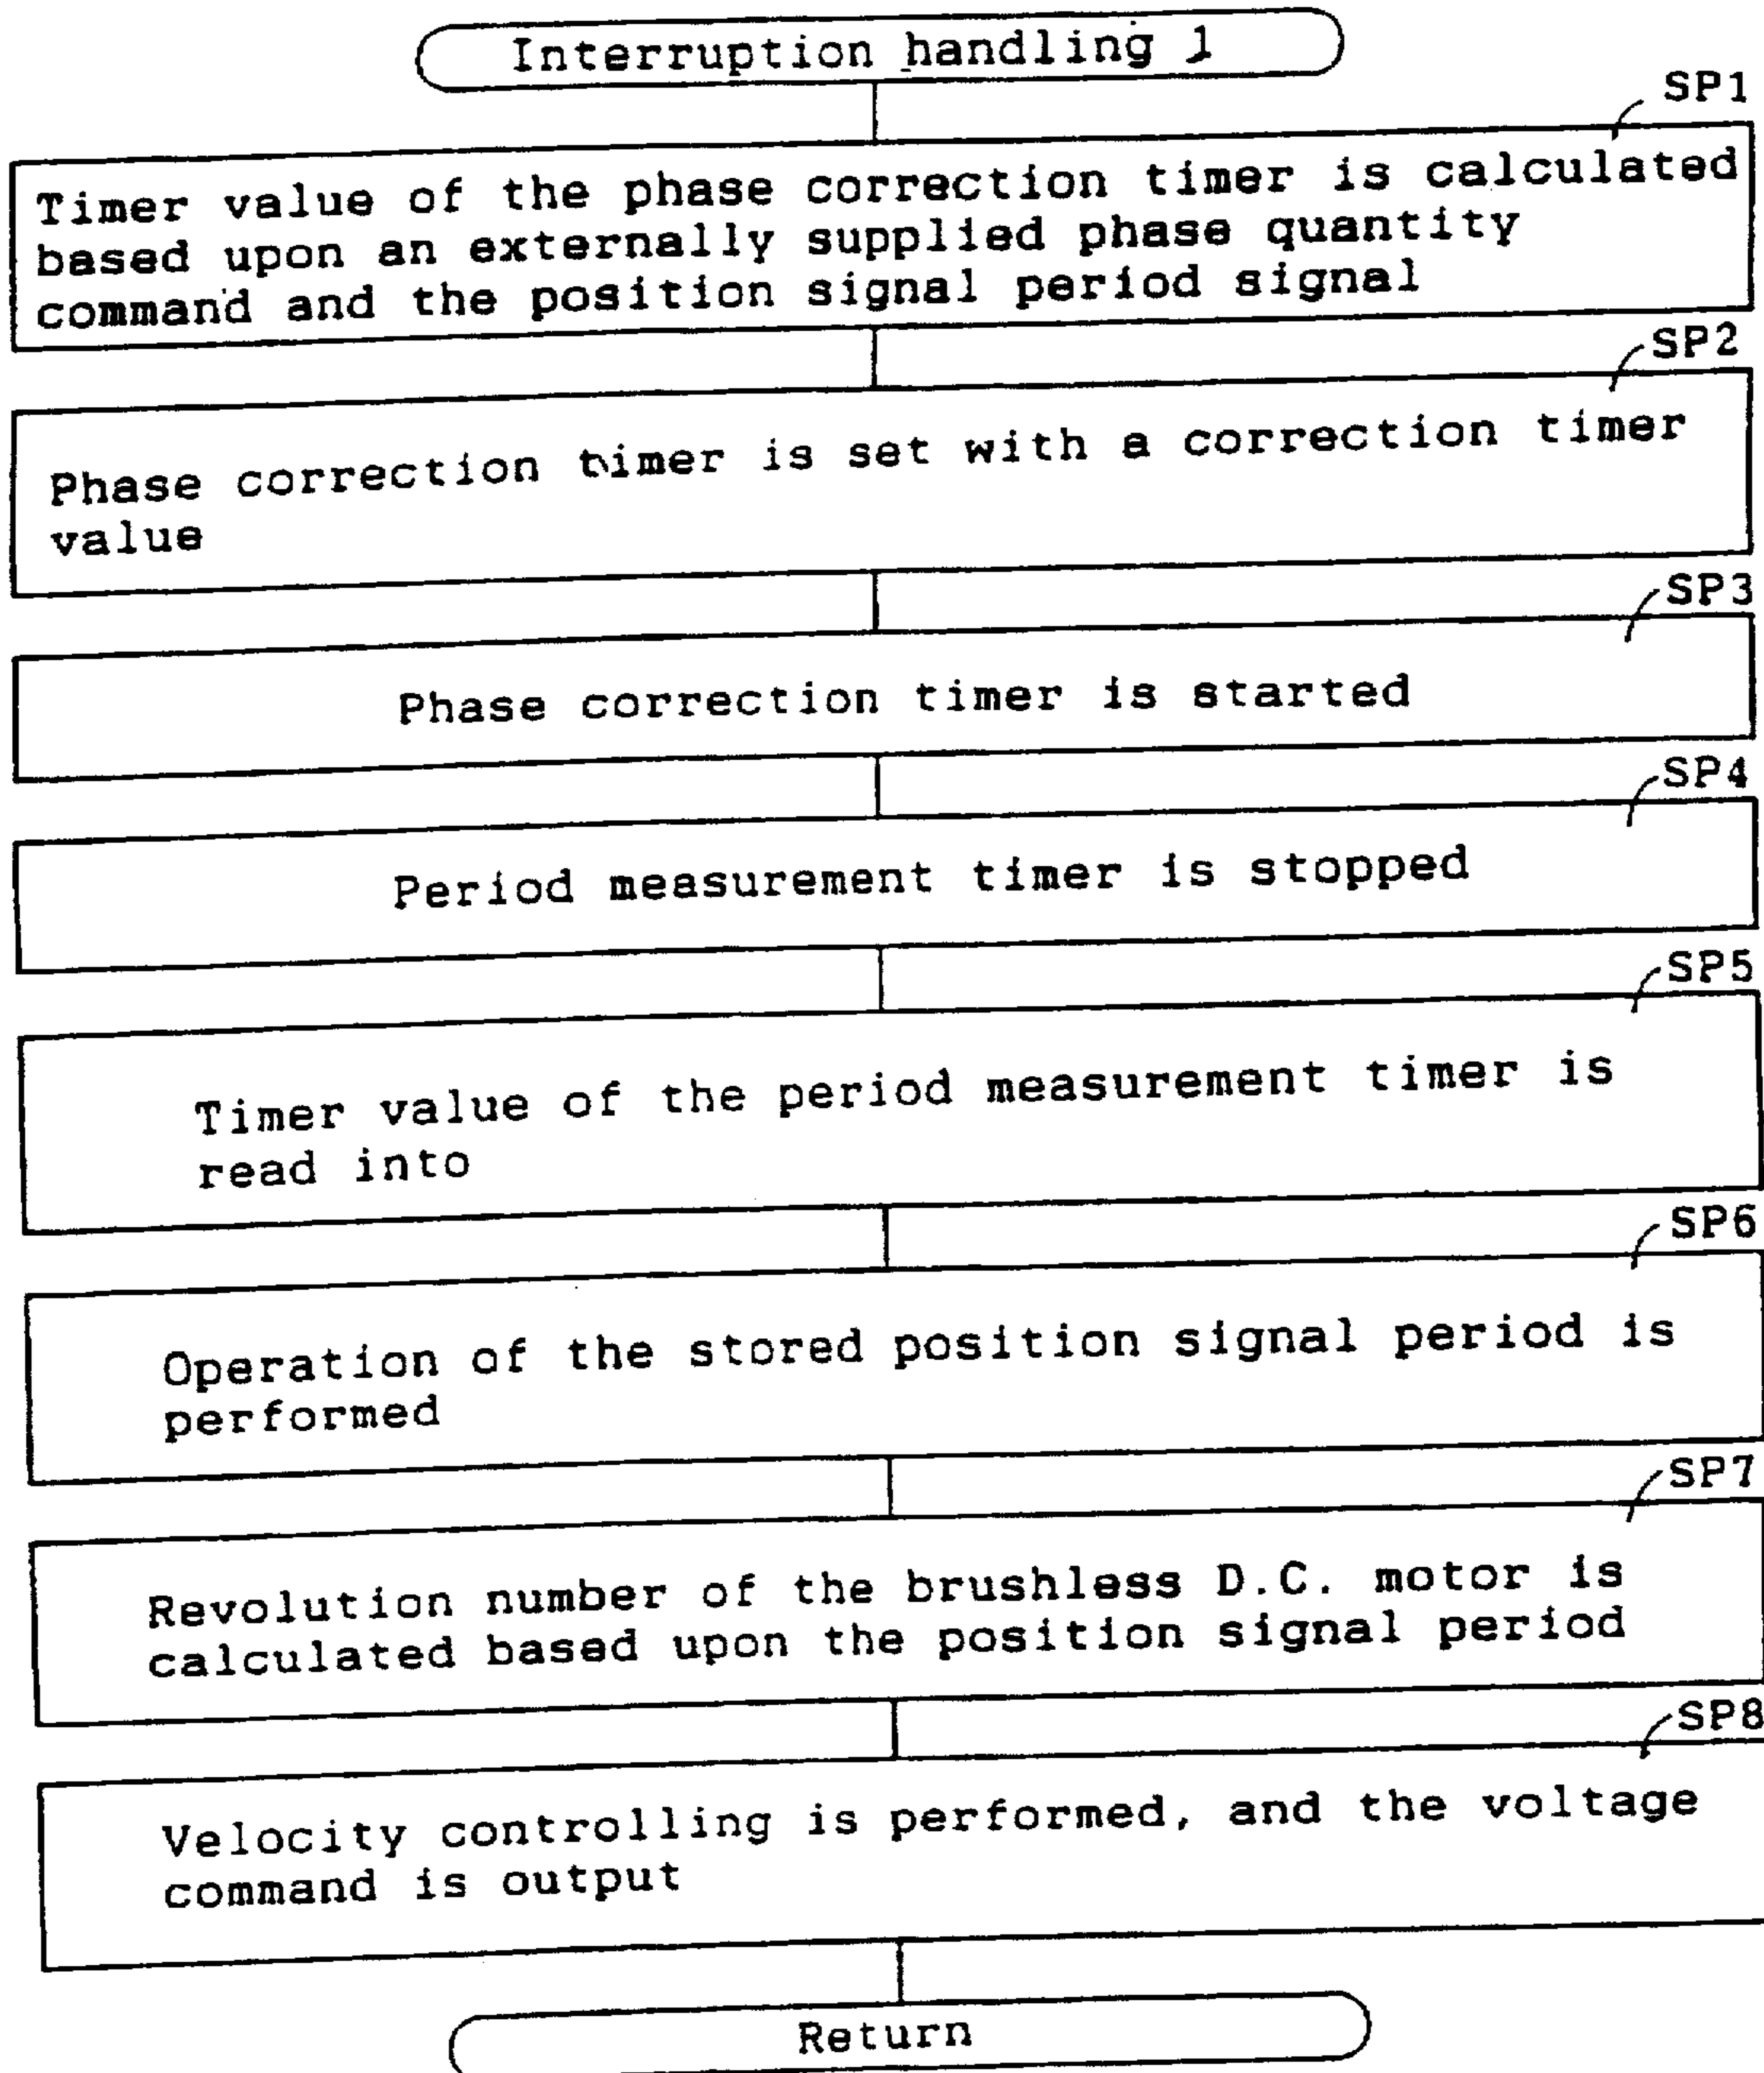 Interruption handling 1
SP1
Timer value of the phase correction timer is calculated
based upon an externally supplied phase quantity
command and the position signal period signal
SP2
Phase correction timer is set with a correction timer
value
SP3
Phase correction timer is started
SP4
Period measurement timer is stopped
SP5
Timer value of the period measurement timer is
read into
SP6
Operation of the stored position signal period is
performed
SP7
Revolution number of the brushless D.C. motor is
calculated based upon the position signal period
SP8
Velocity controlling is performed, and the voltage
command is output
Return